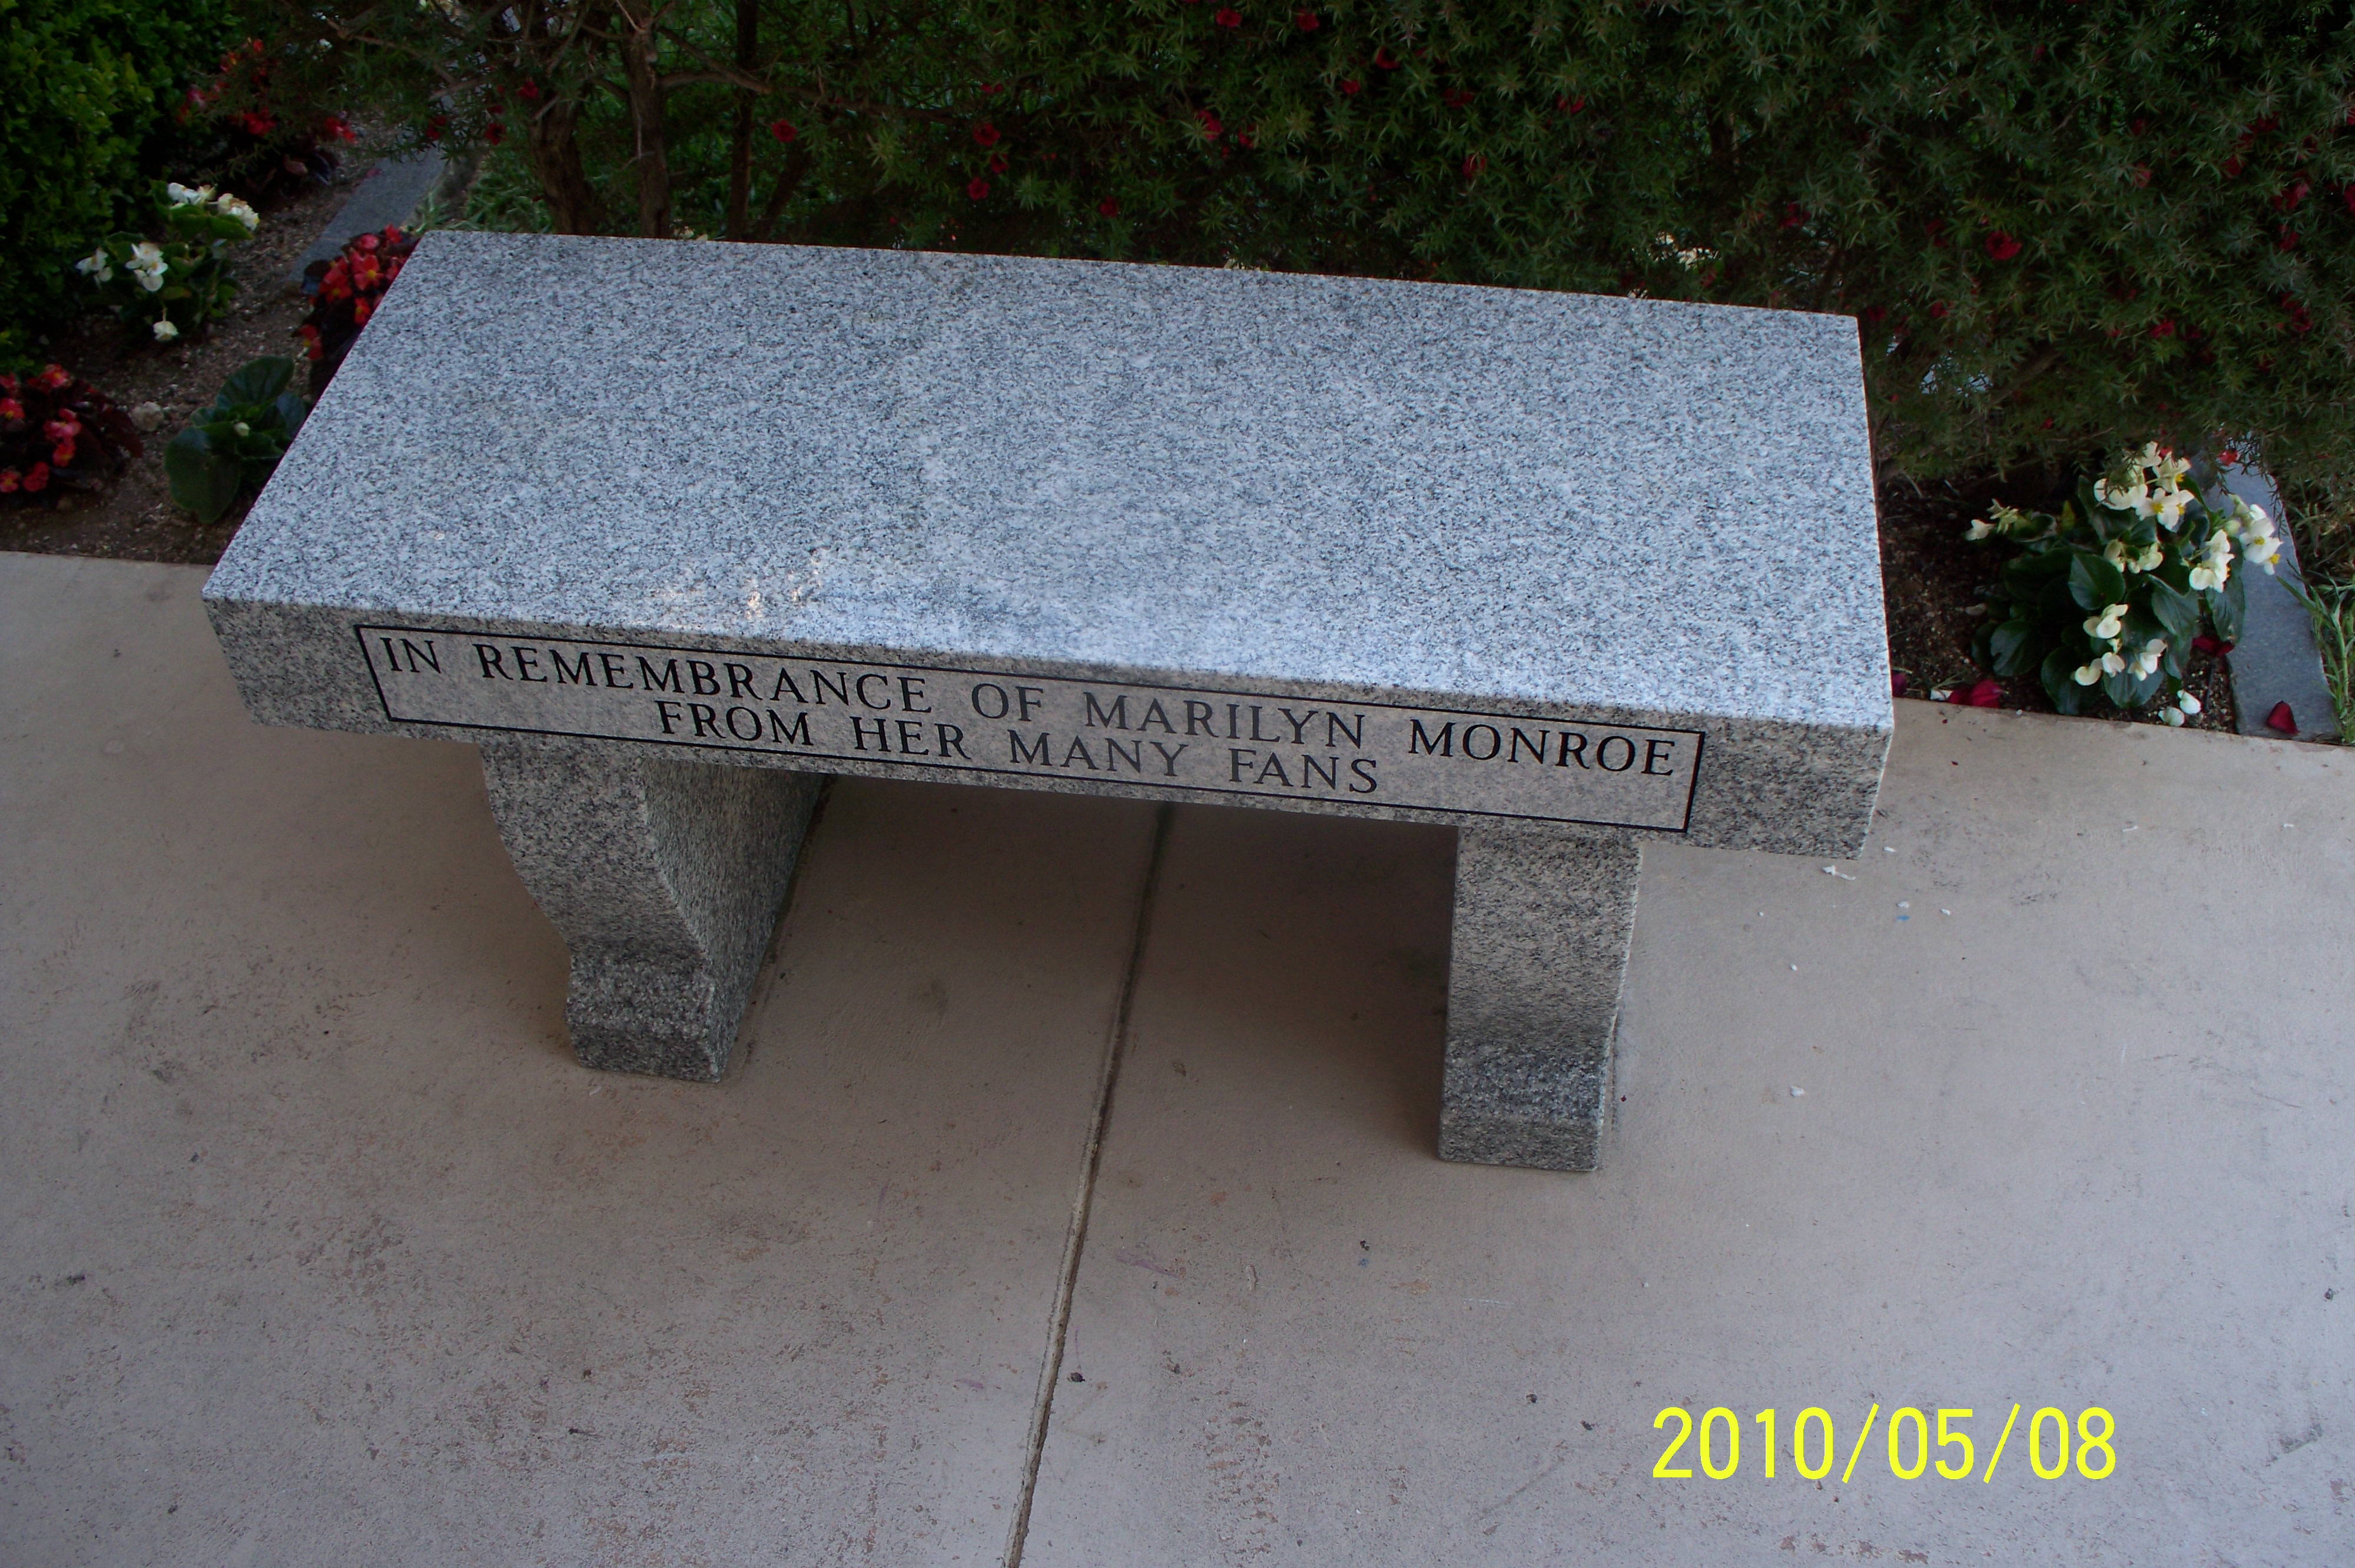 IN REMEMBRANCE OF MARILYN MONROE
FROM HER MANY FANS
2010/05/08